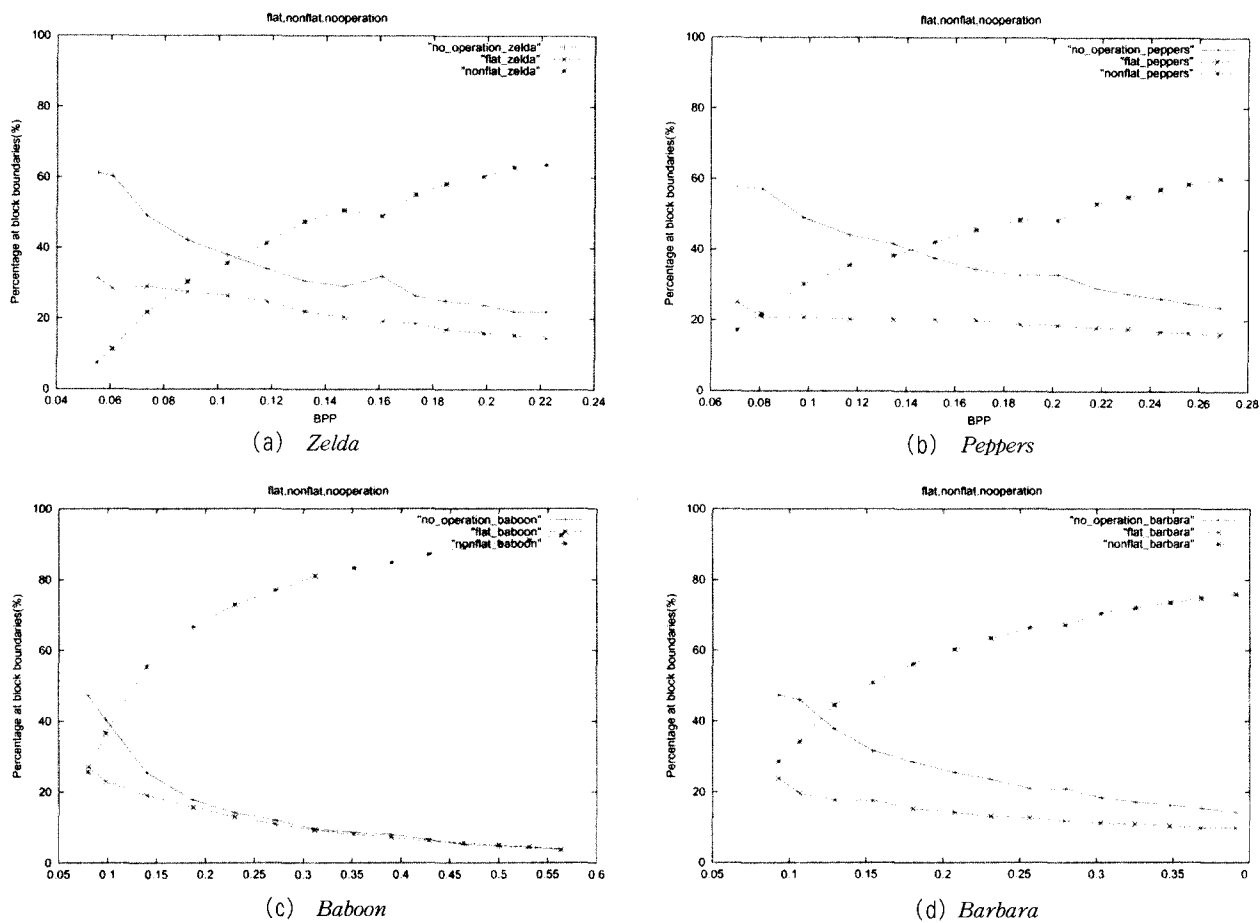 flat,nonflat,nooperation
Percentage at block boundaries(%)
100
80
60
40
20
0
"no_operation_zelda"
"flat_zelda"
"nonflat_zelda"
0.04 0.06 0.08 0.1 0.12 0.14 0.16 0.18 0.2 0.22 0.24
BPP
(a) Zelda
flat,nonflat,nooperation
Percentage at block boundaries(%)
100
80
60
40
20
0
"no_operation_peppers"
"flat_peppers"
"nonflat_peppers"
0.06 0.08 0.1 0.12 0.14 0.16 0.18 0.2 0.22 0.24 0.26 0.28
BPP
(b) Peppers
flat,nonflat,nooperation
Percentage at block boundaries(%)
100
80
60
40
20
0
"no_operation_baboon"
"flat_baboon"
"nonflat_baboon"
0.05 0.1 0.15 0.2 0.25 0.3 0.35 0.4 0.45 0.5 0.55 0.6
(c) Baboon
flat,nonflat,nooperation
Percentage at block boundaries(%)
100
80
60
40
20
0
"no_operation_barbara"
"flat_barbara"
"nonflat_barbara"
0.05 0.1 0.15 0.2 0.25 0.3 0.35 0
(d) Barbara